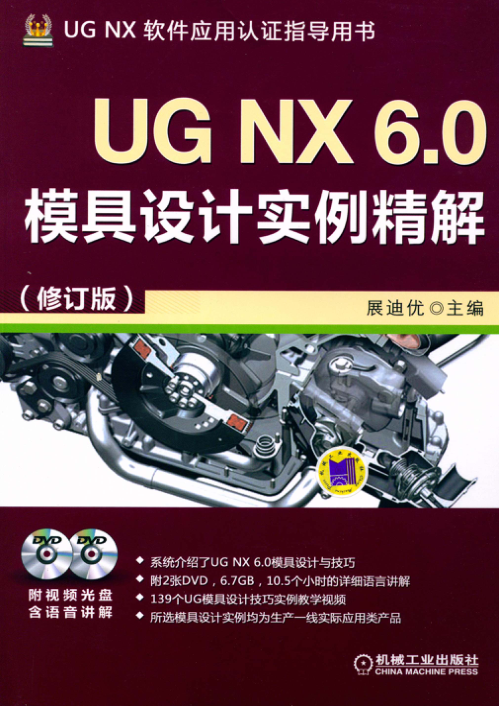 UG NX 软件应用认证指导用书
UG NX 6.0
模具设计实例精解
(修订版)
展迪优◎主编
DVD DVD
附视频光盘
含语音讲解
◆ 系统介绍了UG NX 6.0模具设计与技巧
◆ 附2张DVD，6.7GB，10.5个小时的详细语言讲解
◆ 139个UG模具设计技巧实例教学视频
◆ 所选模具设计实例均为生产一线实际应用类产品
机械工业出版社
CHINA MACHINE PRESS